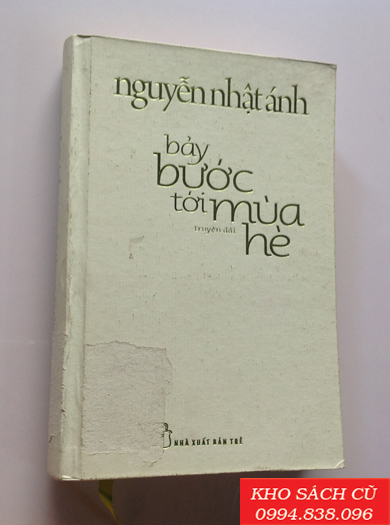 nguyễn nhật ánh
bảy
bước
tới mùa
truyện dài
hè
NHÀ XUẤT BẢN TRẺ
KHO SÁCH CŨ
0994.838.096